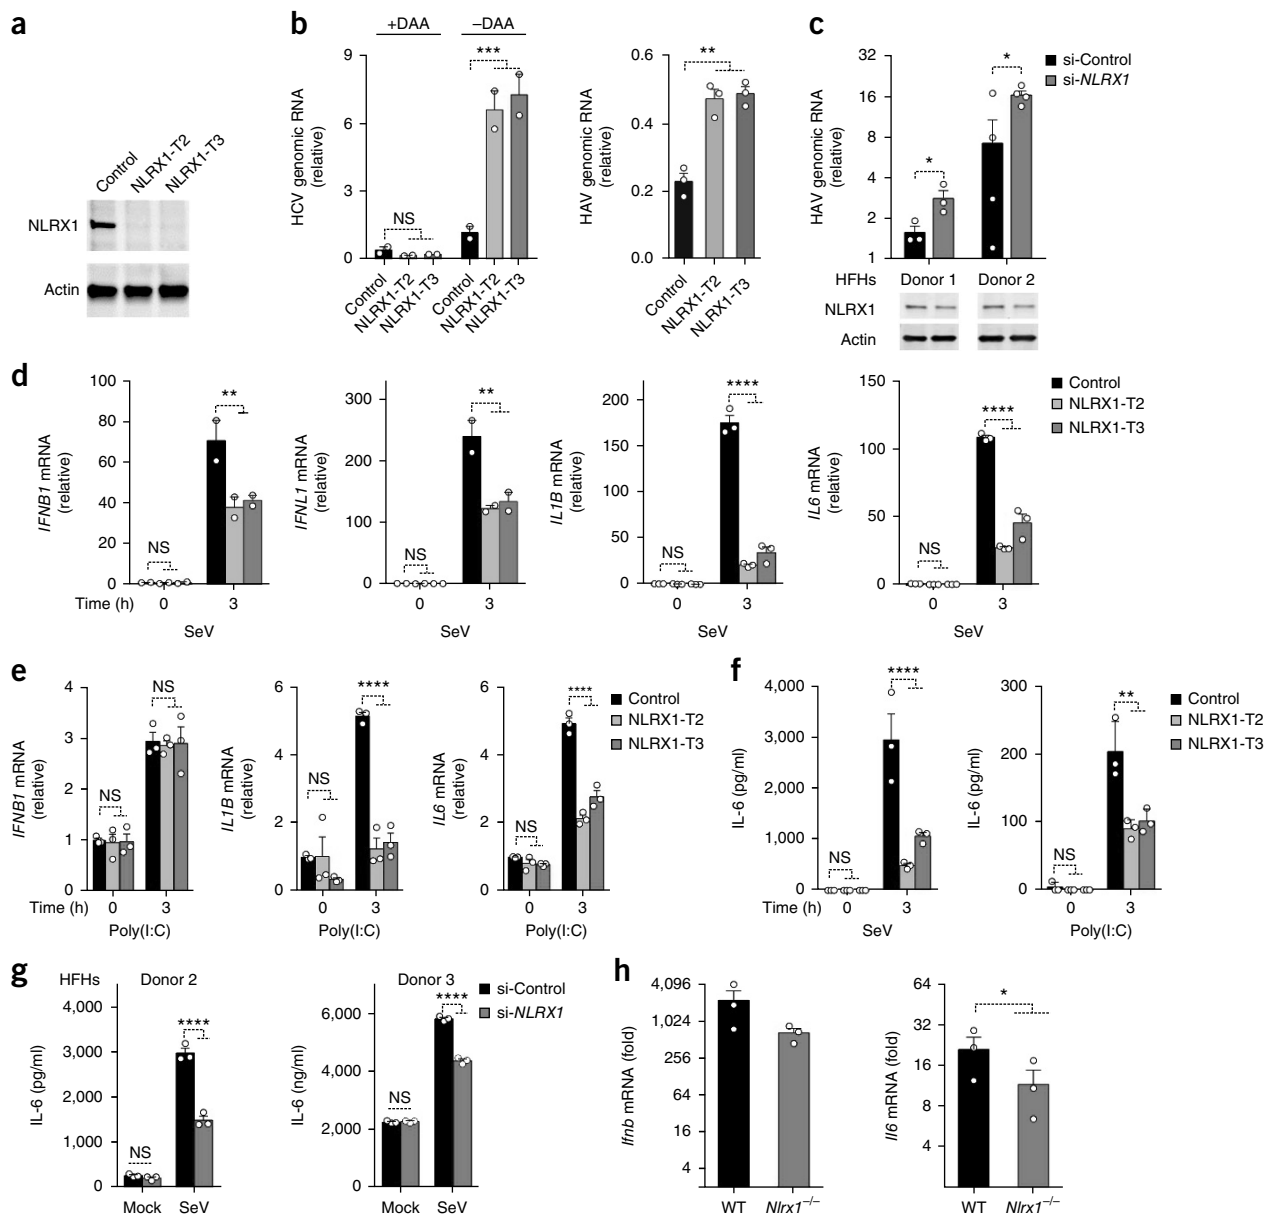 a
Control
NLRX1-T2
NLRX1-T3
NLRX1
Actin
b
+DAA
–DAA
HCV genomic RNA
(relative)
9
6
3
0
NS
***
Control
NLRX1-T2
NLRX1-T3
Control
NLRX1-T2
NLRX1-T3
HAV genomic RNA
(relative)
0.6
0.4
0.2
0.0
**
Control
NLRX1-T2
NLRX1-T3
c
HAV genomic RNA
(relative)
32
16
8
4
2
1
*
*
si-Control
si-NLRX1
HFHs
Donor 1
Donor 2
NLRX1
Actin
d
IFNB1 mRNA
(relative)
100
80
60
40
20
0
NS
**
Time (h)
0
3
SeV
IFNL1 mRNA
(relative)
300
200
100
0
NS
**
0
3
SeV
IL1B mRNA
(relative)
200
150
100
50
0
NS
****
0
3
SeV
IL6 mRNA
(relative)
150
100
50
0
NS
****
0
3
SeV
Control
NLRX1-T2
NLRX1-T3
e
IFNB1 mRNA
(relative)
4
3
2
1
0
NS
NS
Time (h)
0
3
Poly(I:C)
IL1B mRNA
(relative)
6
4
2
0
NS
****
0
3
Poly(I:C)
IL6 mRNA
(relative)
6
4
2
0
NS
****
0
3
Poly(I:C)
Control
NLRX1-T2
NLRX1-T3
f
IL-6 (pg/ml)
4,000
3,000
2,000
1,000
0
NS
****
Time (h)
0
3
SeV
IL-6 (pg/ml)
300
200
100
0
NS
**
0
3
Poly(I:C)
Control
NLRX1-T2
NLRX1-T3
g
HFHs
Donor 2
IL-6 (pg/ml)
4,000
3,000
2,000
1,000
0
NS
****
Mock
SeV
Donor 3
IL-6 (ng/ml)
6,000
4,000
2,000
0
NS
****
Mock
SeV
si-Control
si-NLRX1
h
Ifnb mRNA (fold)
4,096
1,024
256
64
16
4
WT
Nlrx1–/–
Il6 mRNA (fold)
64
32
16
8
4
*
WT
Nlrx1–/–